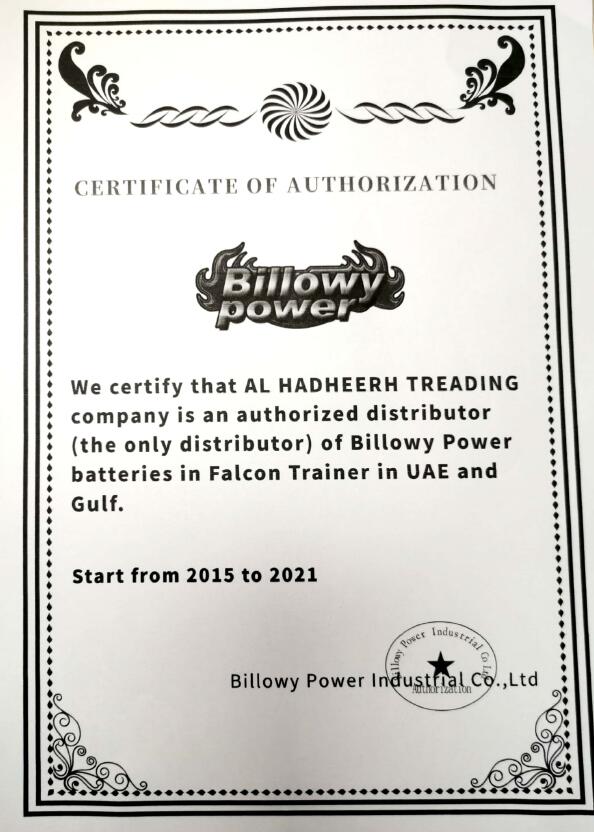 CERTIFICATE OF AUTHORIZATION
Billowy
power
We certify that AL HADHEERH TREADING
company is an authorized distributor
(the only distributor) of Billowy Power
batteries in Falcon Trainer in UAE and
Gulf.
Start from 2015 to 2021
Billowy Power Industrial Co.,Ltd
Billowy Power Industrial Co Ltd
Authorization